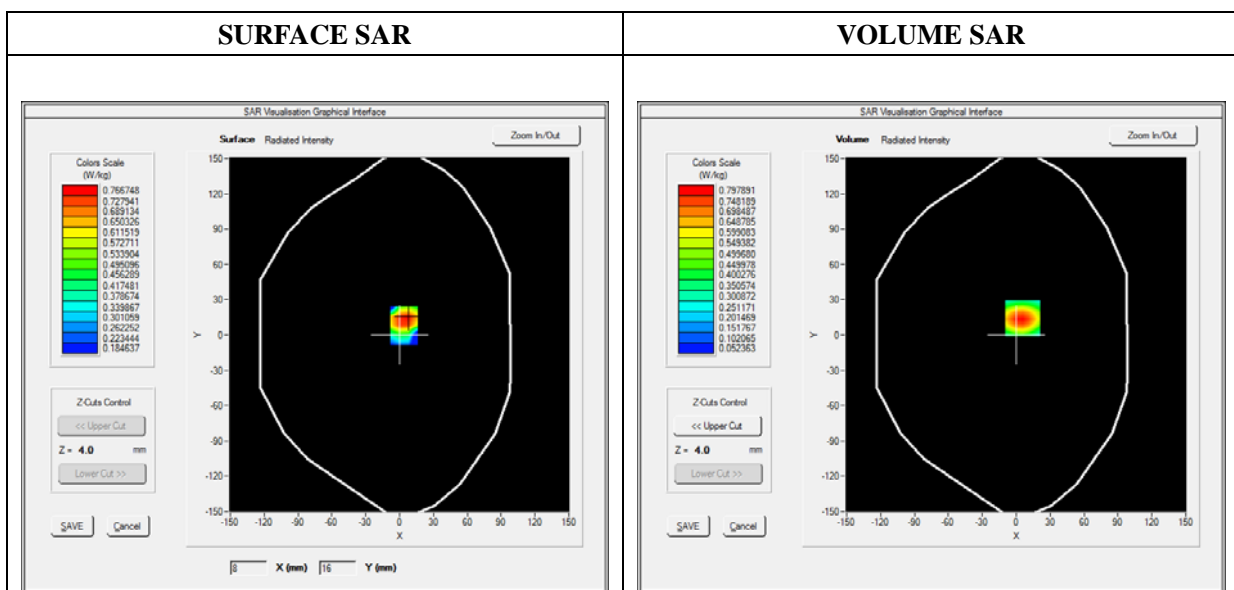 SURFACE SAR
SAR Visualisation Graphical Interface
Surface Radiated Intensity
Zoom In/Out
Colors Scale
(W/kg)
0.766748
0.727941
0.689134
0.650326
0.611519
0.572711
0.533904
0.495096
0.456289
0.417481
0.378674
0.339867
0.301059
0.262252
0.223444
0.184637
Z-Cuts Control
<< Upper Cut
Z = 4.0 mm
Lower Cut >>
SAVE Cancel
150
120
90
60
30
0
-30
-60
-90
-120
-150
Y
-150 -120 -90 -60 -30 0 30 60 90 120 150
X
8 X (mm) 16 Y (mm)
VOLUME SAR
SAR Visualisation Graphical Interface
Volume Radiated Intensity
Zoom In/Out
Colors Scale
(W/kg)
0.797891
0.748189
0.698487
0.648785
0.599083
0.549382
0.499680
0.449978
0.400276
0.350574
0.300872
0.251171
0.201469
0.151767
0.102065
0.052363
Z-Cuts Control
<< Upper Cut
Z = 4.0 mm
Lower Cut >>
SAVE Cancel
150
120
90
60
30
0
-30
-60
-90
-120
-150
Y
-150 -120 -90 -60 -30 0 30 60 90 120 150
X